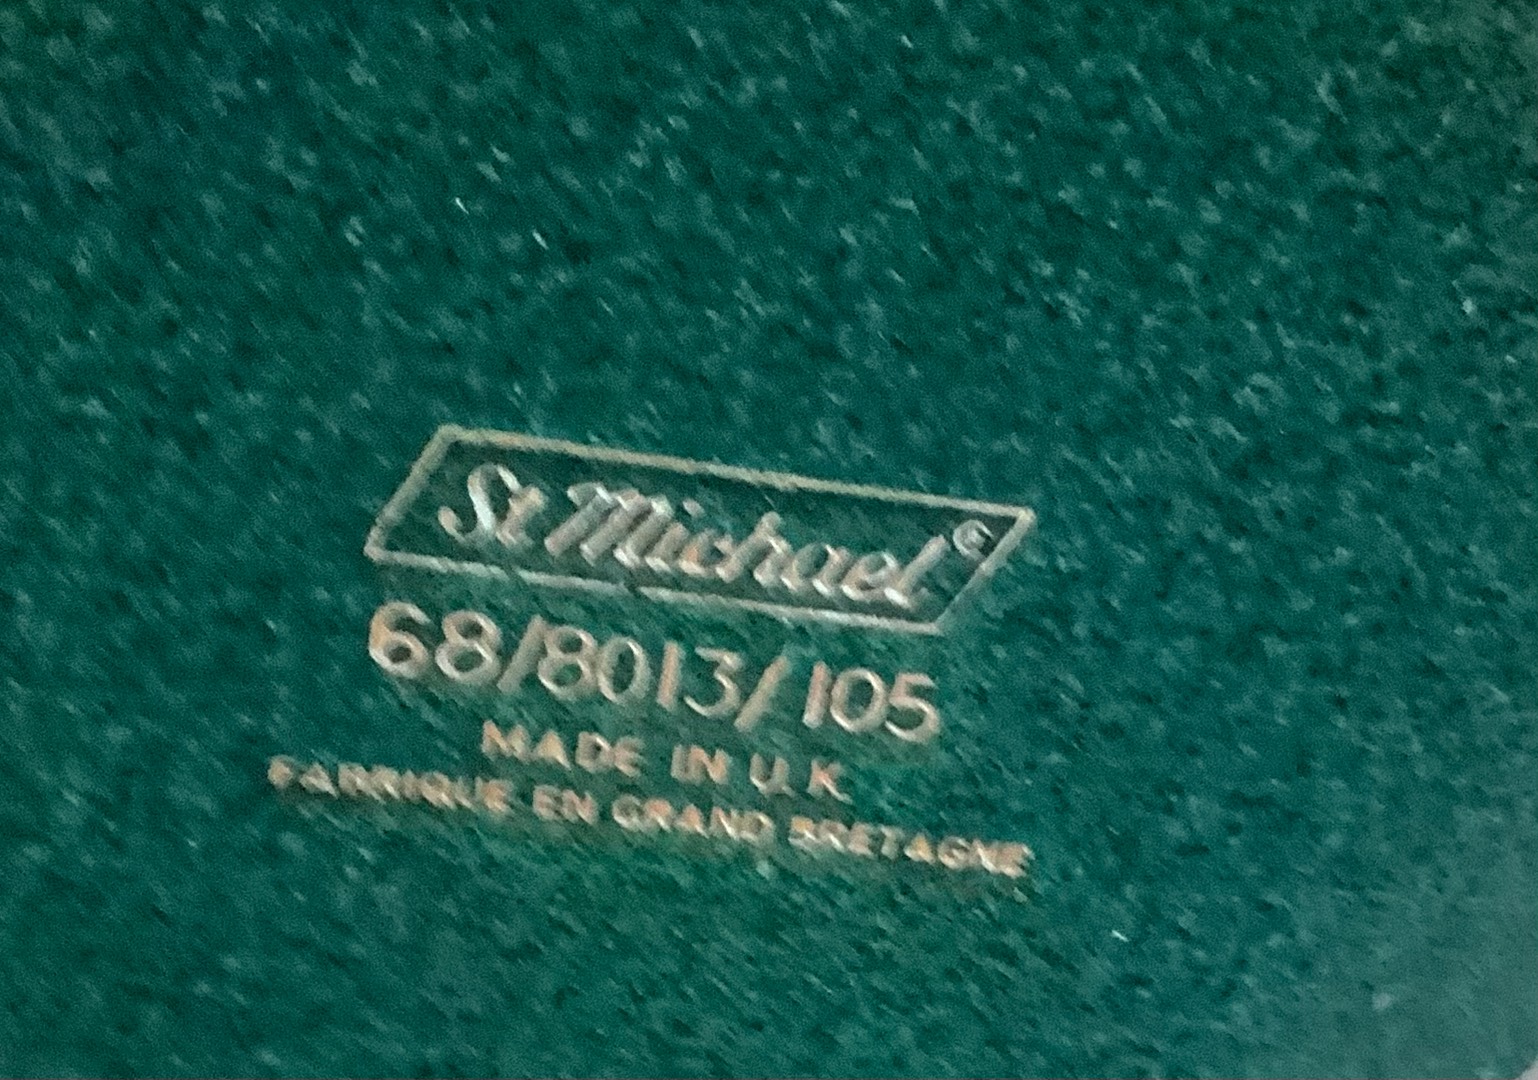 St Michael®
68/8013/105
MADE IN U.K
FABRIQUE EN GRAND BRETAGNE